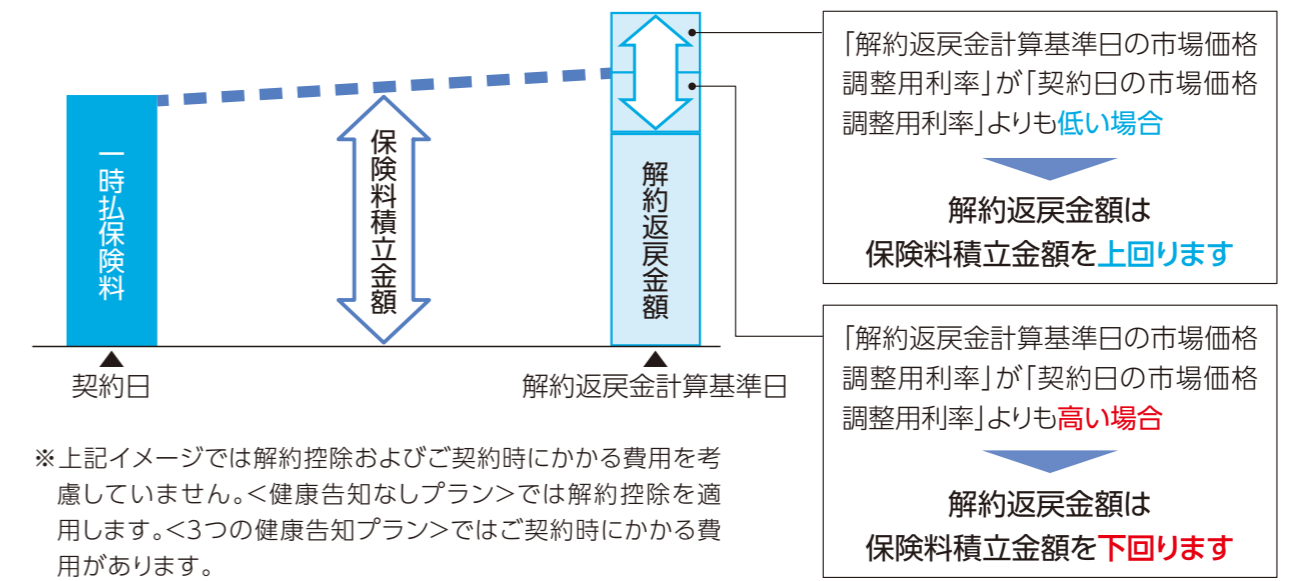 一時払保険料
保険料積立金額
解約返戻金額
契約日
解約返戻金計算基準日
「解約返戻金計算基準日の市場価格
調整用利率」が「契約日の市場価格
調整用利率」よりも低い場合
解約返戻金額は
保険料積立金額を上回ります
「解約返戻金計算基準日の市場価格
調整用利率」が「契約日の市場価格
調整用利率」よりも高い場合
解約返戻金額は
保険料積立金額を下回ります
※上記イメージでは解約控除およびご契約時にかかる費用を考
慮していません。<健康告知なしプラン>では解約控除を適
用します。<3つの健康告知プラン>ではご契約時にかかる費
用があります。